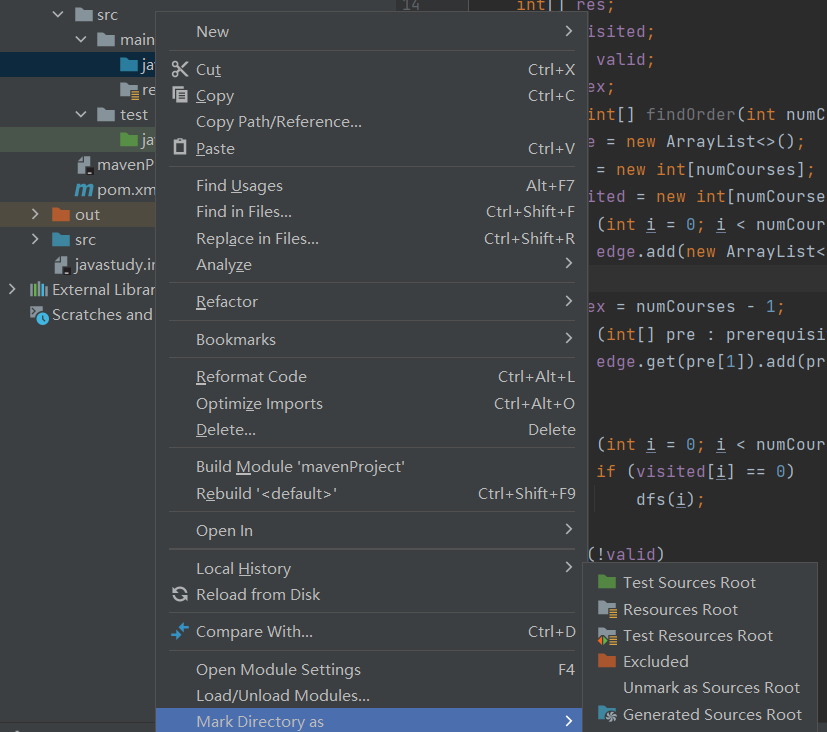 src
main
test
mavenP
pom.xm
out
src
javastudy.ir
External Librar
Scratches and
New
Cut Ctrl+X
Copy Ctrl+C
Copy Path/Reference...
Paste Ctrl+V
Find Usages Alt+F7
Find in Files... Ctrl+Shift+F
Replace in Files... Ctrl+Shift+R
Analyze
Refactor
Bookmarks
Reformat Code Ctrl+Alt+L
Optimize Imports Ctrl+Alt+O
Delete... Delete
Build Module 'mavenProject'
Rebuild '<default>' Ctrl+Shift+F9
Open In
Local History
Reload from Disk
Compare With... Ctrl+D
Open Module Settings F4
Load/Unload Modules...
Mark Directory as
Test Sources Root
Resources Root
Test Resources Root
Excluded
Unmark as Sources Root
Generated Sources Root
14 int[] res;
isited;
valid;
ex;
int[] findOrder(int numC
e = new ArrayList<>();
= new int[numCourses];
ited = new int[numCourse
(int i = 0; i < numCour
edge.add(new ArrayList<
ex = numCourses - 1;
(int[] pre : prerequisi
edge.get(pre[1]).add(pr
(int i = 0; i < numCour
if (visited[i] == 0)
dfs(i);
(!valid)